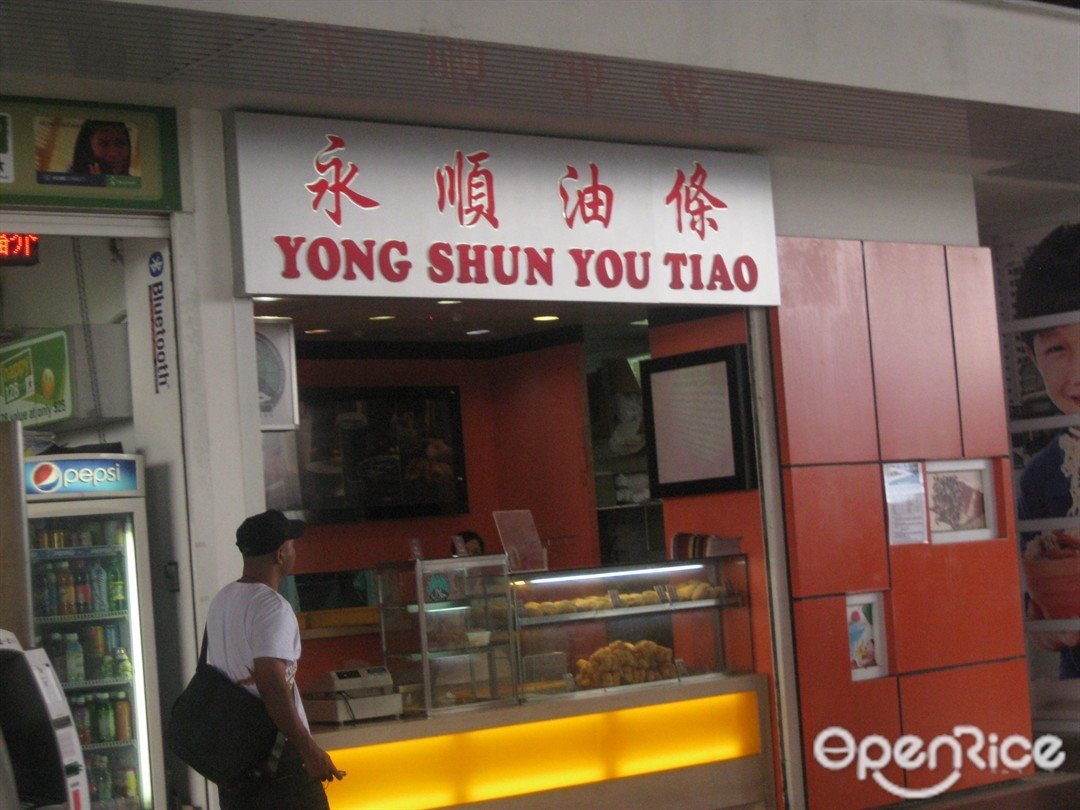 永順油條
YONG SHUN YOU TIAO
Bluetooth
pepsi
OpenRice